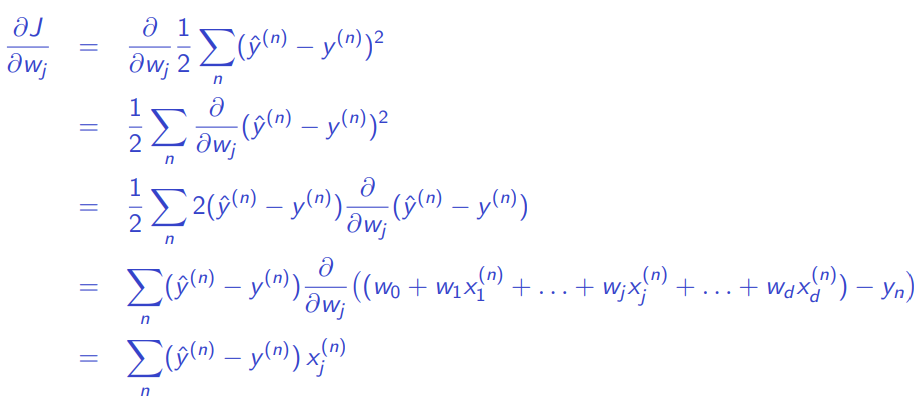 ∂J/∂w_j = ∂/∂w_j 1/2 ∑_n (ŷ^(n) − y^(n))²
= 1/2 ∑_n ∂/∂w_j (ŷ^(n) − y^(n))²
= 1/2 ∑_n 2(ŷ^(n) − y^(n)) ∂/∂w_j (ŷ^(n) − y^(n))
= ∑_n (ŷ^(n) − y^(n)) ∂/∂w_j ((w_0 + w_1 x_1^(n) + … + w_j x_j^(n) + … + w_d x_d^(n)) − y_n)
= ∑_n (ŷ^(n) − y^(n)) x_j^(n)